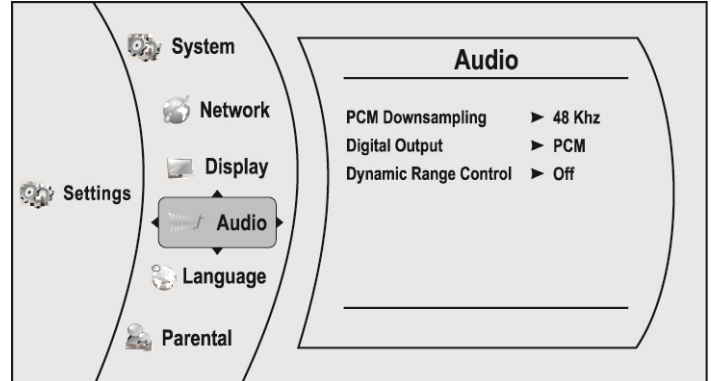 Settings
System
Network
Display
Audio
Language
Parental
Audio
PCM Downsampling ► 48 Khz
Digital Output ► PCM
Dynamic Range Control ► Off